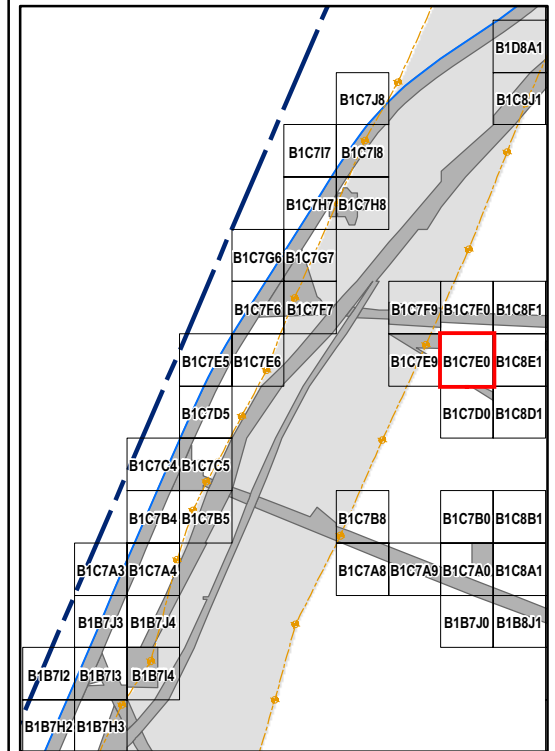 B1D8A1
B1C7J8 B1C8J1
B1C7I7 B1C7I8
B1C7H7 B1C7H8
B1C7G6 B1C7G7
B1C7F6 B1C7F7 B1C7F9 B1C7F0 B1C8F1
B1C7E5 B1C7E6 B1C7E9 B1C7E0 B1C8E1
B1C7D5 B1C7D0 B1C8D1
B1C7C4 B1C7C5
B1C7B4 B1C7B5 B1C7B8 B1C7B0 B1C8B1
B1C7A3 B1C7A4 B1C7A8 B1C7A9 B1C7A0 B1C8A1
B1B7J3 B1B7J4 B1B7J0 B1B8J1
B1B7I2 B1B7I3 B1B7I4
B1B7H2 B1B7H3